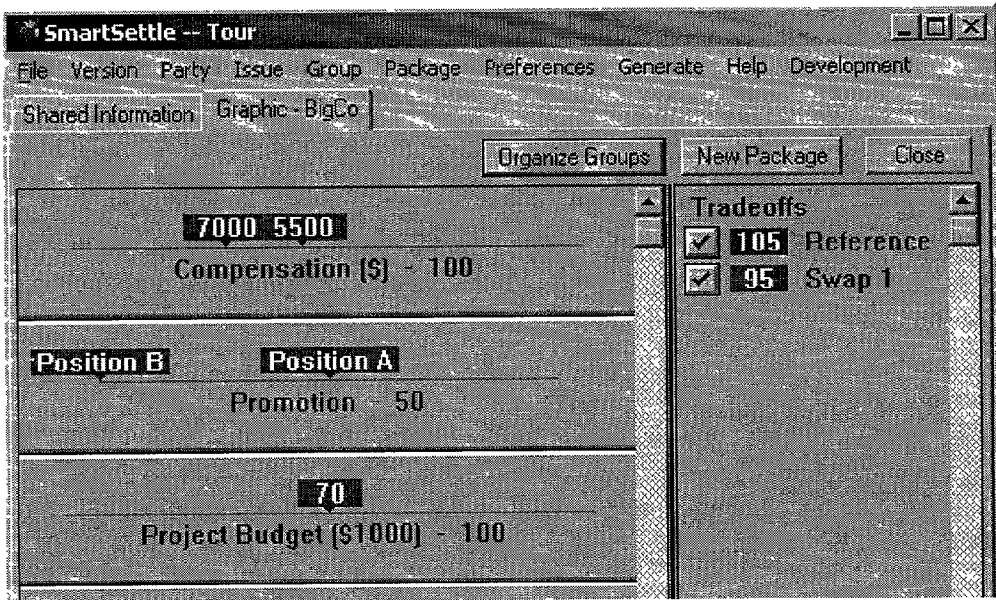 SmartSettle -- Tour
File Version Party Issue Group Package Preferences Generate Help Development
Shared Information Graphic - BigCo
Organize Groups New Package Close
7000 5500
Compensation ($) - 100
Tradeoffs
105 Reference
95 Swap 1
Position B Position A
Promotion - 50
70
Project Budget ($1000) - 100